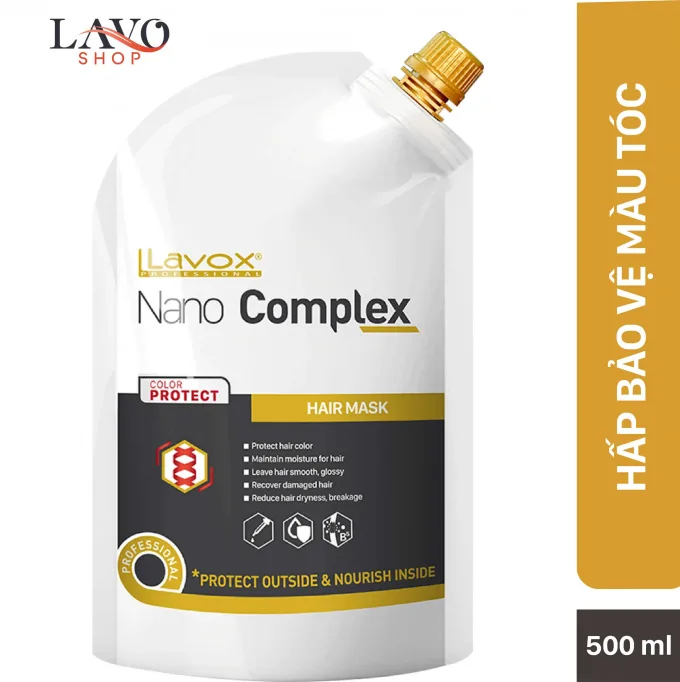 LAVO
SHOP
LLavox®
PROFESSIONAL
Nano Complex
COLOR
PROTECT
HAIR MASK
Protect hair color
Maintain moisture for hair
Leave hair smooth, glossy
Recover damaged hair
Reduce hair dryness, breakage
B5
PROFESSIONAL
*PROTECT OUTSIDE & NOURISH INSIDE
HẤP BẢO VỆ MÀU TÓC
500 ml